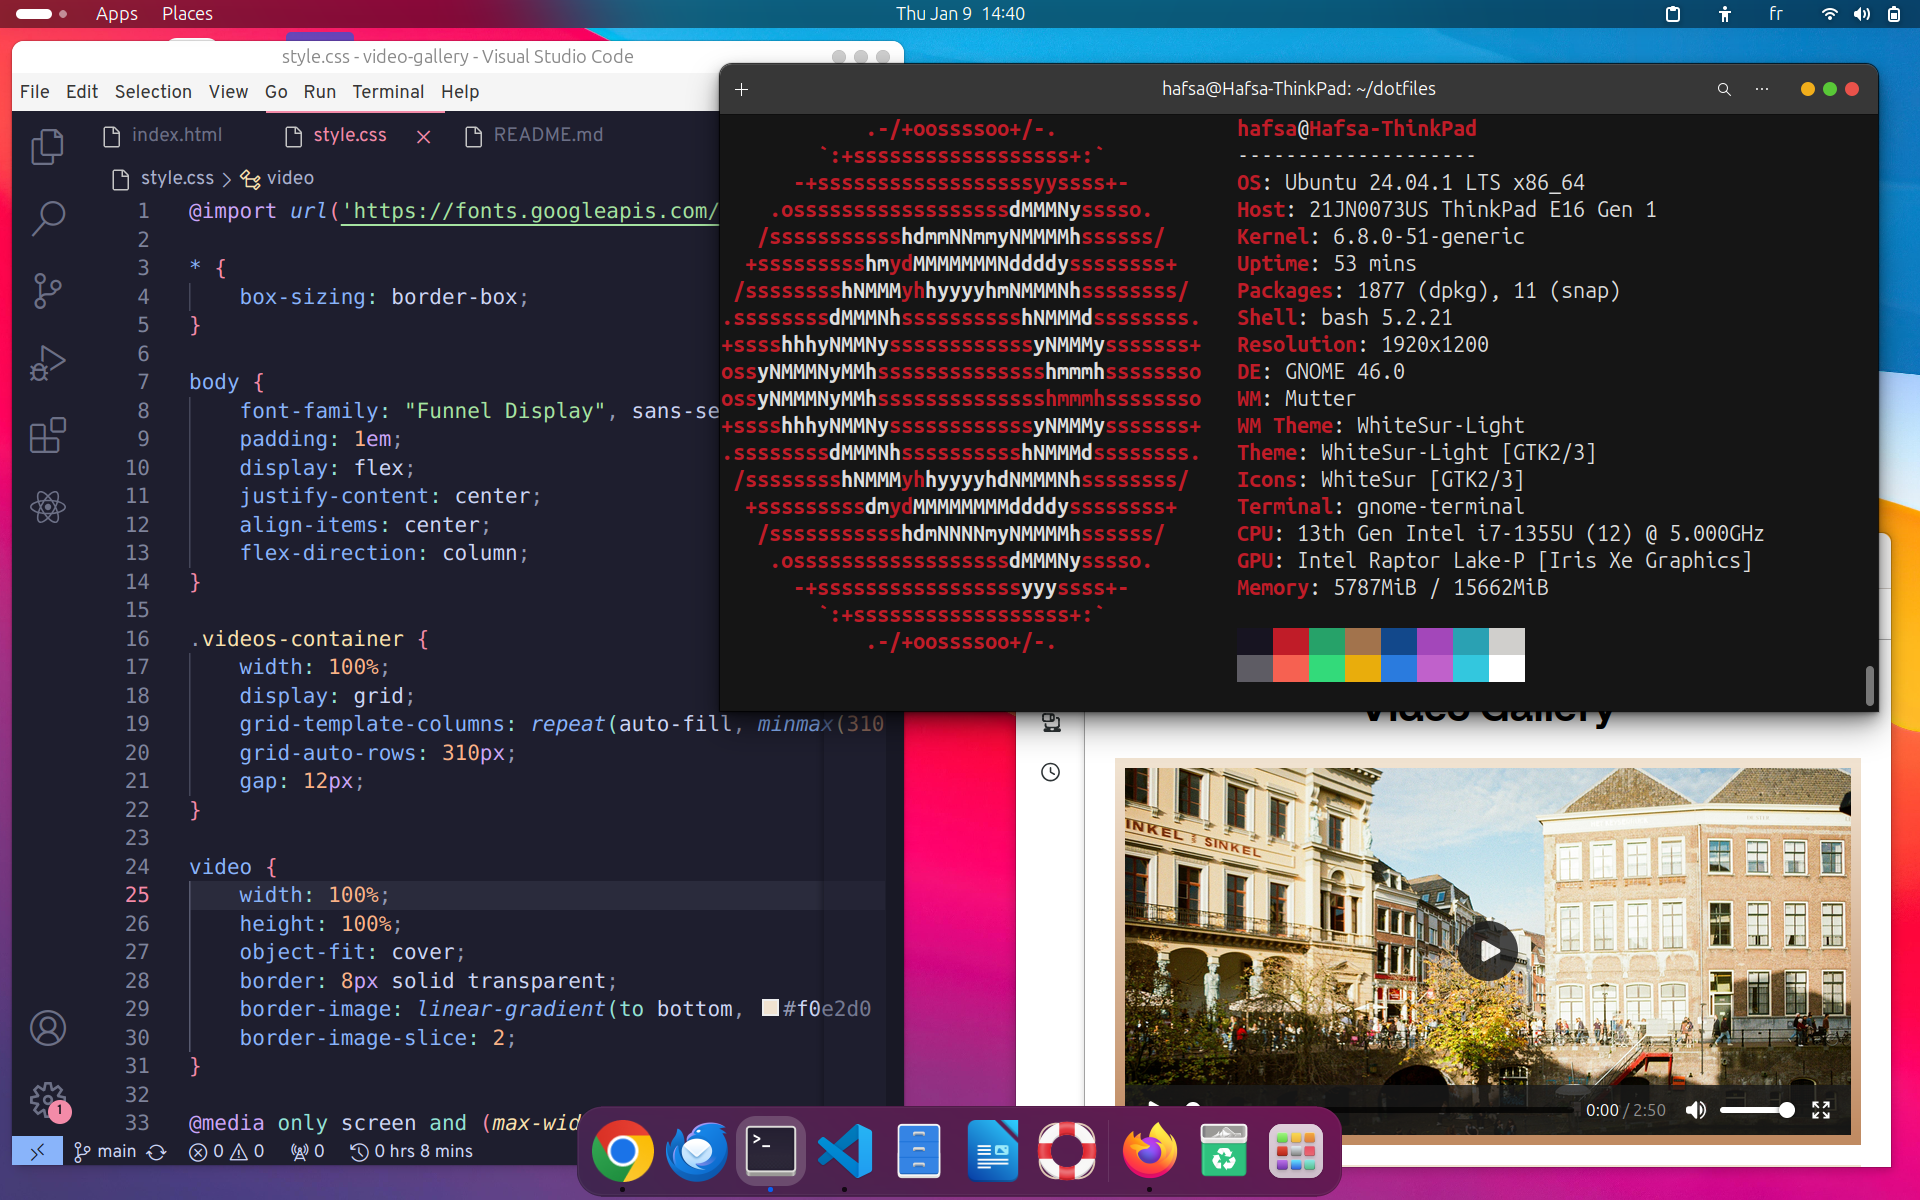 Apps Places
Thu Jan 9 14:40
fr
style.css - video-gallery - Visual Studio Code
File Edit Selection View Go Run Terminal Help
index.html style.css README.md
style.css video
1 @import url('https://fonts.googleapis.com/
2
3 * {
4 box-sizing: border-box;
5 }
6
7 body {
8 font-family: "Funnel Display", sans-se
9 padding: 1em;
10 display: flex;
11 justify-content: center;
12 align-items: center;
13 flex-direction: column;
14 }
15
16 .videos-container {
17 width: 100%;
18 display: grid;
19 grid-template-columns: repeat(auto-fill, minmax(310
20 grid-auto-rows: 310px;
21 gap: 12px;
22 }
23
24 video {
25 width: 100%;
26 height: 100%;
27 object-fit: cover;
28 border: 8px solid transparent;
29 border-image: linear-gradient(to bottom, #f0e2d0
30 border-image-slice: 2;
31 }
32
33 @media only screen and (max-wid
main 0 0 0 0 hrs 8 mins
1
hafsa@Hafsa-ThinkPad: ~/dotfiles
.-/+oossssoo+/-.
`:+ssssssssssssssssss+:`
-+ssssssssssssssssssyyssss+-
.ossssssssssssssssssdMMMNysssso.
/ssssssssssshdmmNNmmyNMMMMhssssss/
+ssssssssshmydMMMMMMMNddddyssssssss+
/sssssssshNMMMyhhyyyyhmNMMMNhssssssss/
.ssssssssdMMMNhsssssssssshNMMMdssssssss.
+sssshhhyNMMNyssssssssssssyNMMMysssssss+
ossyNMMMNyMMhsssssssssssssshmmmhssssssso
ossyNMMMNyMMhsssssssssssssshmmmhssssssso
+sssshhhyNMMNyssssssssssssyNMMMysssssss+
.ssssssssdMMMNhsssssssssshNMMMdssssssss.
/sssssssshNMMMyhhyyyyhdNMMMNhssssssss/
+sssssssssdmydMMMMMMMMddddyssssssss+
/ssssssssssshdmNNNNmyNMMMMhssssss/
.ossssssssssssssssssdMMMNysssso.
-+sssssssssssssssssyyyssss+-
`:+ssssssssssssssssss+:`
.-/+oossssoo+/-.
hafsa@Hafsa-ThinkPad
--------------------
OS: Ubuntu 24.04.1 LTS x86_64
Host: 21JN0073US ThinkPad E16 Gen 1
Kernel: 6.8.0-51-generic
Uptime: 53 mins
Packages: 1877 (dpkg), 11 (snap)
Shell: bash 5.2.21
Resolution: 1920x1200
DE: GNOME 46.0
WM: Mutter
WM Theme: WhiteSur-Light
Theme: WhiteSur-Light [GTK2/3]
Icons: WhiteSur [GTK2/3]
Terminal: gnome-terminal
CPU: 13th Gen Intel i7-1355U (12) @ 5.000GHz
GPU: Intel Raptor Lake-P [Iris Xe Graphics]
Memory: 5787MiB / 15662MiB
Video Gallery
INKEL SINKEL
0:00 / 2:50